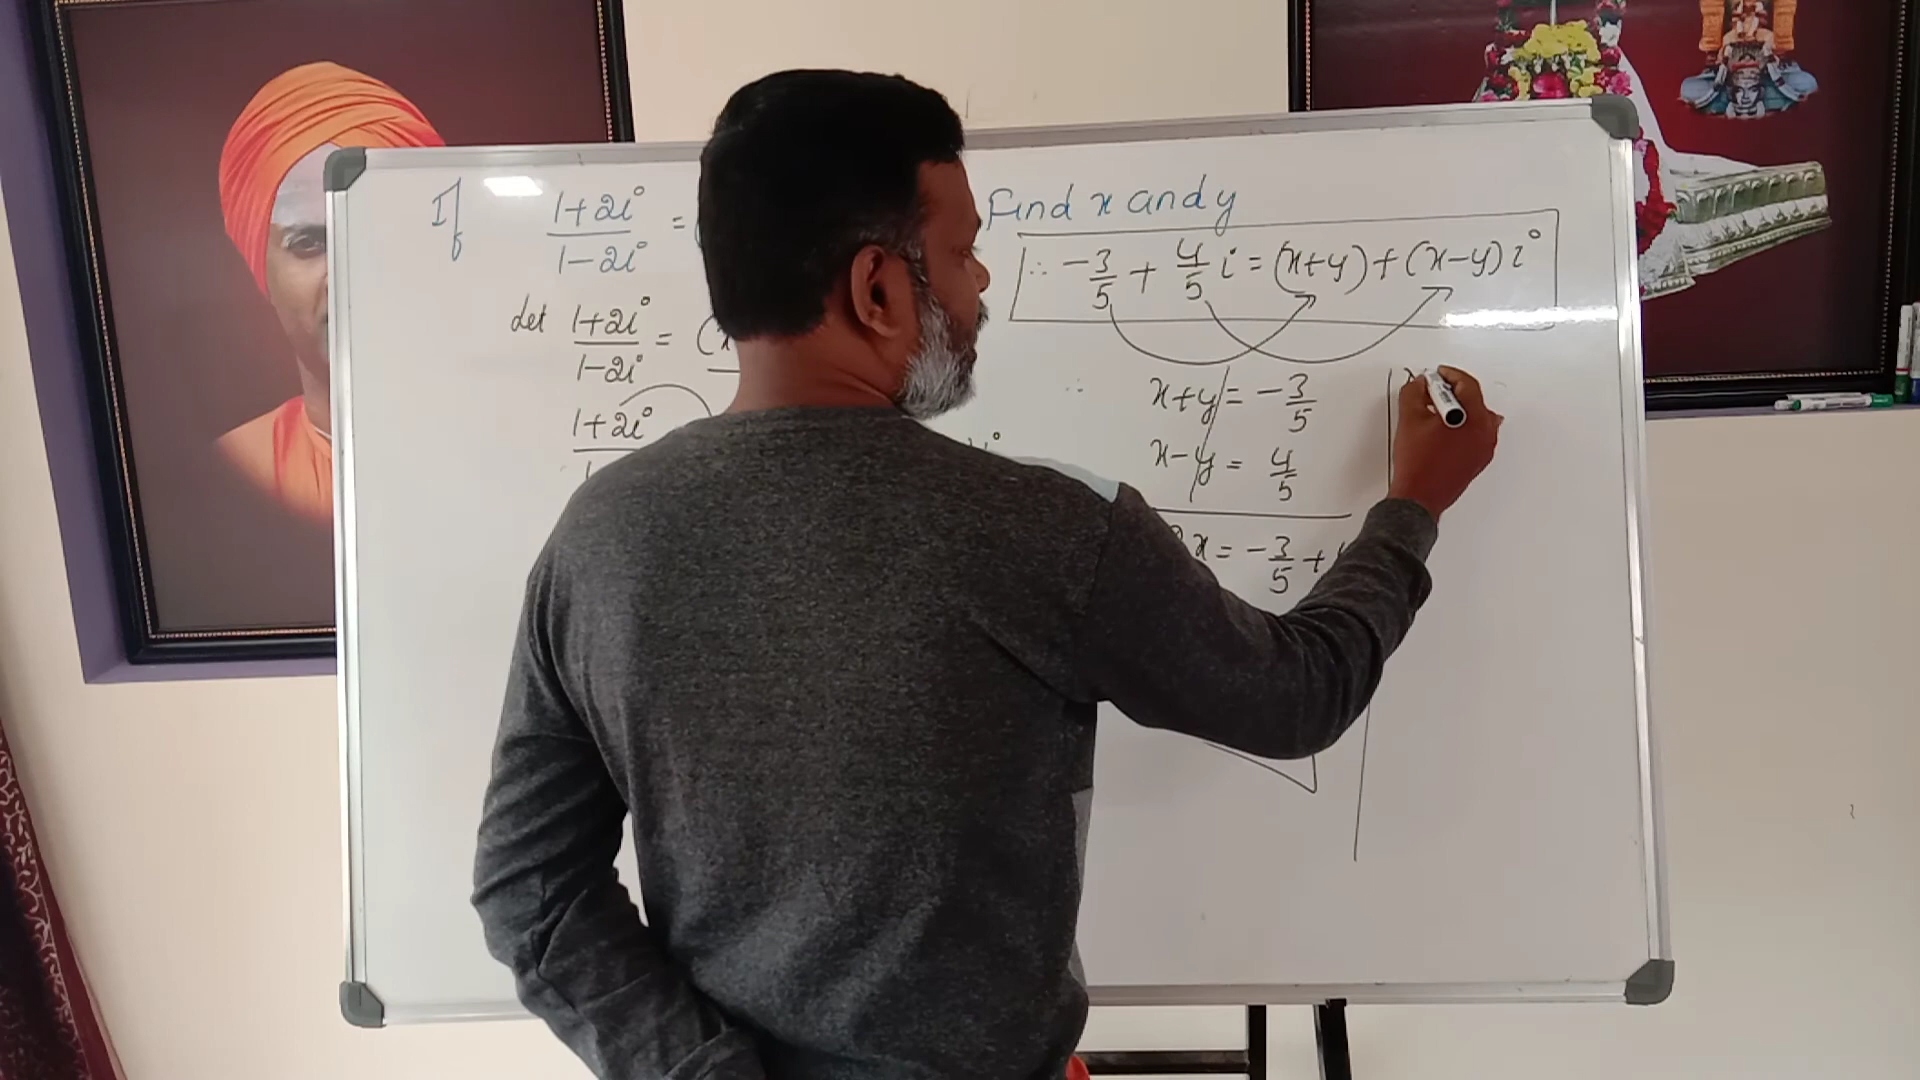 If (1+2i)/(1-2i) =
Find x and y
let (1+2i)/(1-2i) = (x
1+2i
∴ -3/5 + 4/5 i = (x+y) + (x-y)i
∴ x+y = -3/5
x-y = 4/5
2x = -3/5 +